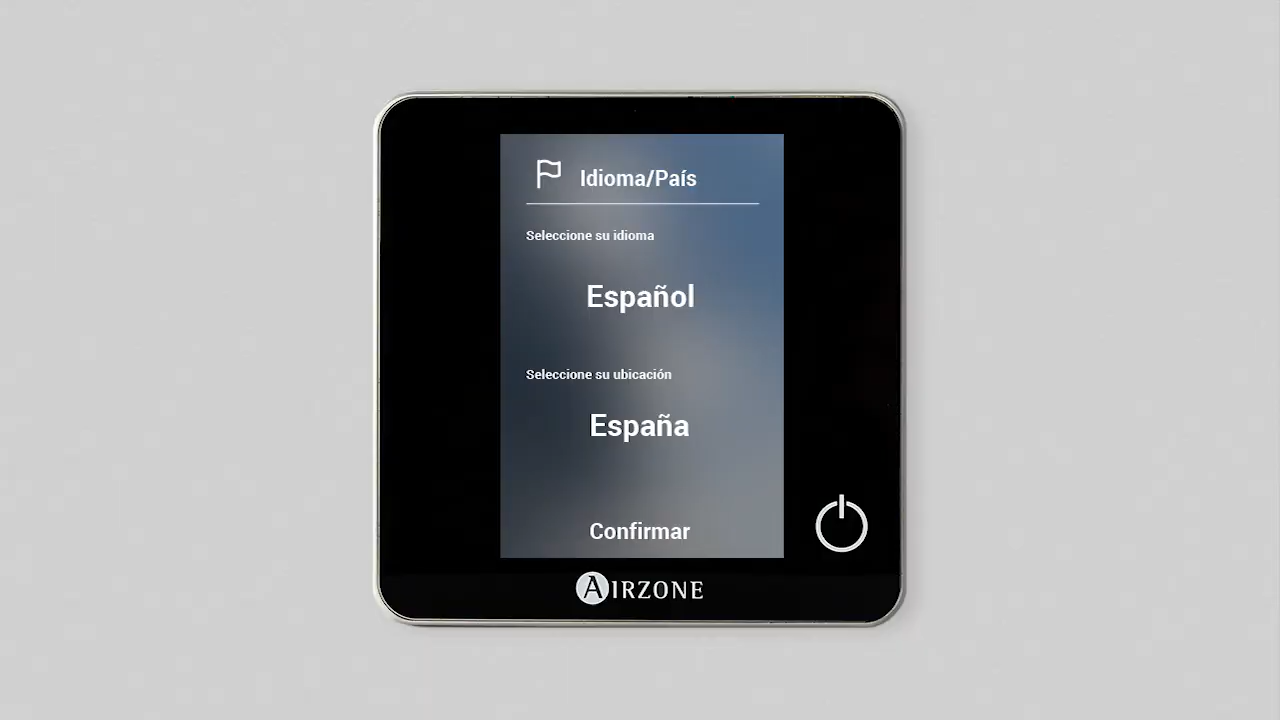 Idioma/País
Seleccione su idioma
Español
Seleccione su ubicación
España
Confirmar
AIRZONE